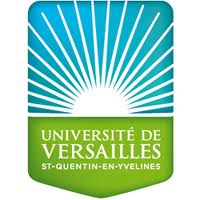 UNIVERSITÉ DE
VERSAILLES
ST-QUENTIN-EN-YVELINES